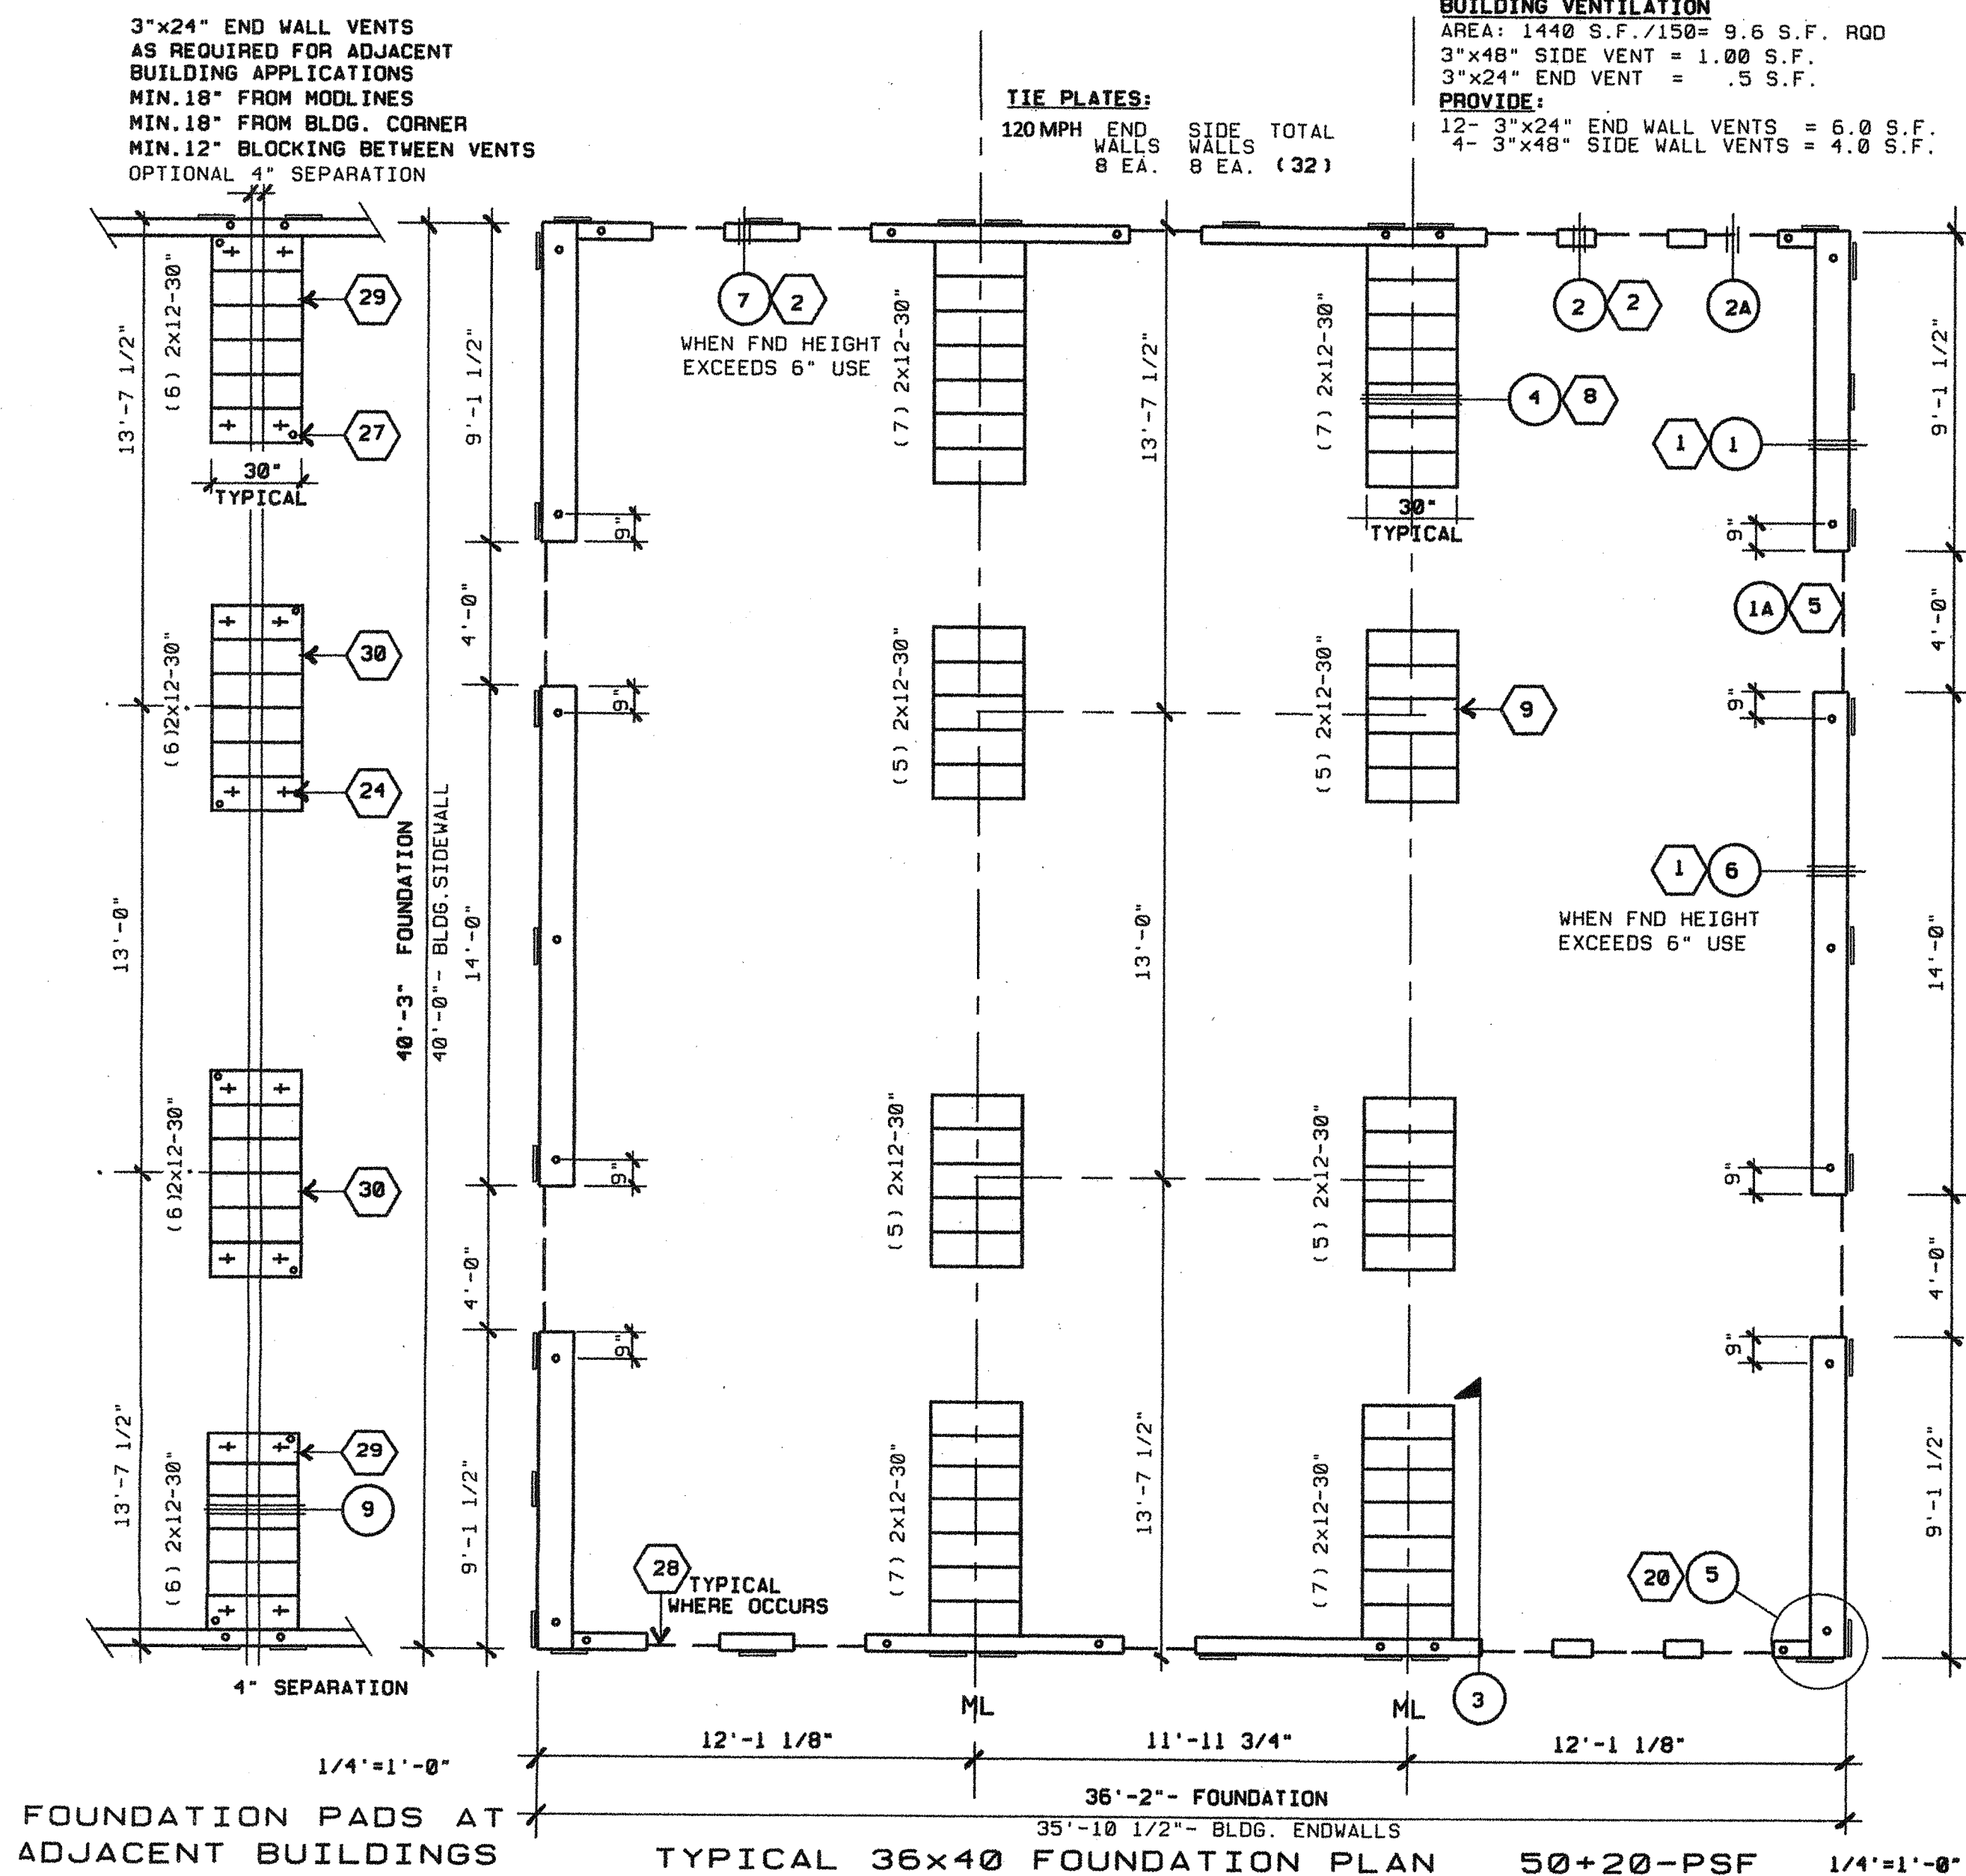 3"x24" END WALL VENTS
AS REQUIRED FOR ADJACENT
BUILDING APPLICATIONS
MIN.18" FROM MODLINES
MIN.18" FROM BLDG. CORNER
MIN.12" BLOCKING BETWEEN VENTS
OPTIONAL 4" SEPARATION
TIE PLATES:
120 MPH END WALLS SIDE WALLS TOTAL
8 EA. 8 EA. (32)
BUILDING VENTILATION
AREA: 1440 S.F./150= 9.6 S.F. RQD
3"x48" SIDE VENT = 1.00 S.F.
3"x24" END VENT = .5 S.F.
PROVIDE:
12- 3"x24" END WALL VENTS = 6.0 S.F.
4- 3"x48" SIDE WALL VENTS = 4.0 S.F.
13'-7 1/2"
(6) 2x12-30"
29
27
30"
TYPICAL
(6)2x12-30"
30
24
13'-0"
(6)2x12-30"
30
13'-7 1/2"
(6) 2x12-30"
29
9
4" SEPARATION
1/4'=1'-0"
FOUNDATION PADS AT
ADJACENT BUILDINGS
40'-3" FOUNDATION
40'-0"- BLDG.SIDEWALL
9'-1 1/2"
4'-0"
14'-0"
4'-0"
9'-1 1/2"
9"
9"
9"
9"
7
2
WHEN FND HEIGHT
EXCEEDS 6" USE
(7) 2x12-30"
(5) 2x12-30"
(5) 2x12-30"
(7) 2x12-30"
28
TYPICAL
WHERE OCCURS
13'-7 1/2"
13'-0"
13'-7 1/2"
(7) 2x12-30"
30"
TYPICAL
(5) 2x12-30"
(5) 2x12-30"
(7) 2x12-30"
2
2
2A
4
8
1
1
1A
5
9
1
6
WHEN FND HEIGHT
EXCEEDS 6" USE
9"
9"
9"
9"
20
5
3
9'-1 1/2"
4'-0"
14'-0"
4'-0"
9'-1 1/2"
ML
ML
12'-1 1/8"
11'-11 3/4"
12'-1 1/8"
36'-2"- FOUNDATION
35'-10 1/2"- BLDG. ENDWALLS
TYPICAL 36x40 FOUNDATION PLAN 50+20-PSF 1/4'=1'-0"